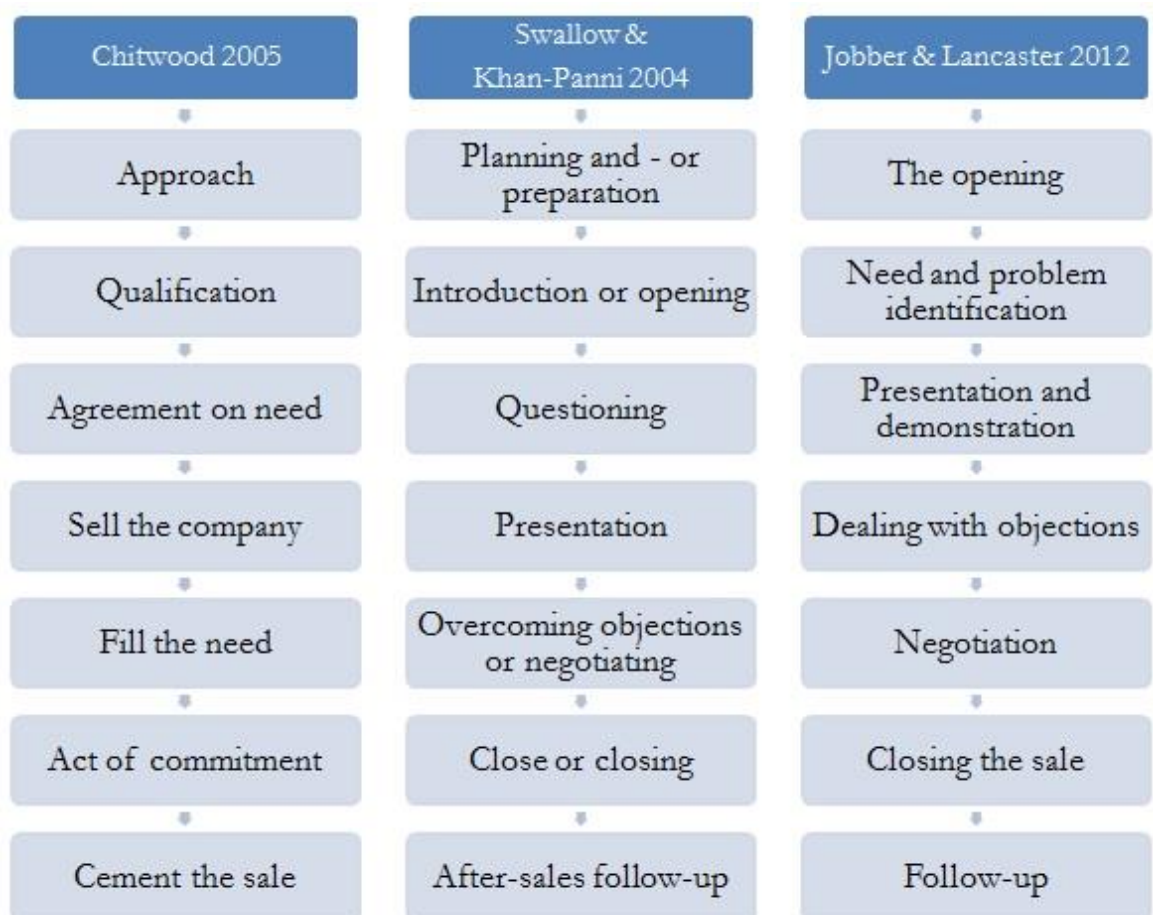 Chitwood 2005
Approach
Qualification
Agreement on need
Sell the company
Fill the need
Act of commitment
Cement the sale
Swallow &
Khan-Panni 2004
Planning and - or
preparation
Introduction or opening
Questioning
Presentation
Overcoming objections
or negotiating
Close or closing
After-sales follow-up
Jobber & Lancaster 2012
The opening
Need and problem
identification
Presentation and
demonstration
Dealing with objections
Negotiation
Closing the sale
Follow-up